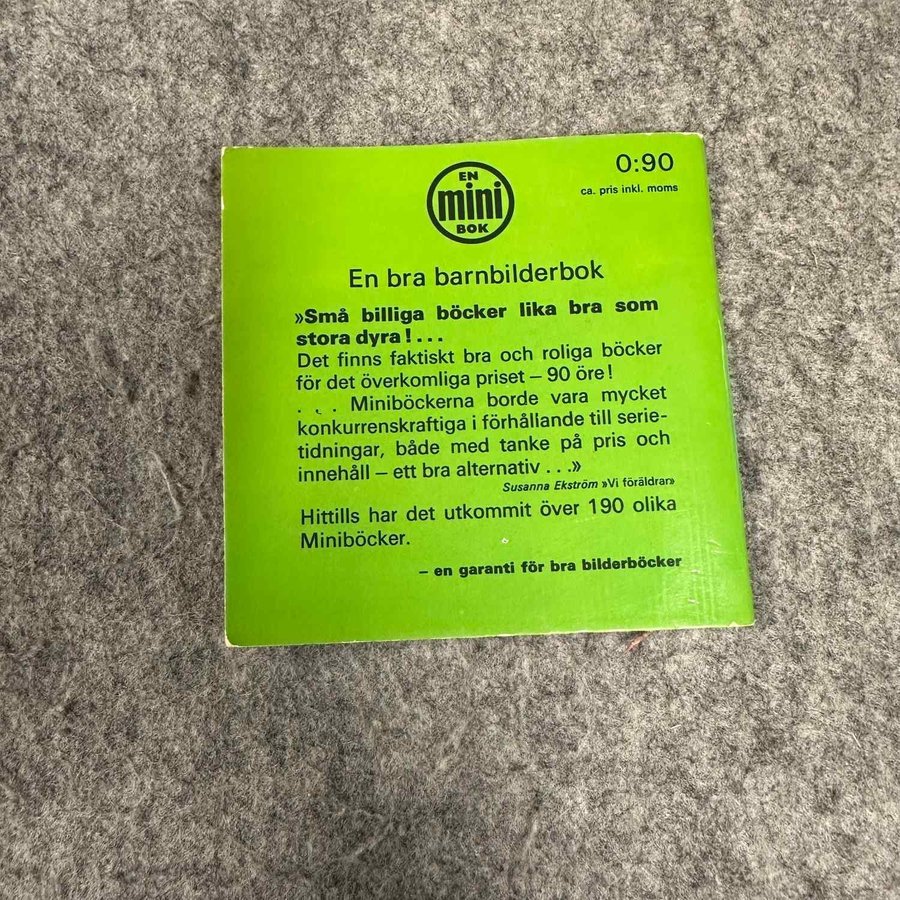 0:90
ca. pris inkl. moms
EN
mini
BOK
En bra barnbilderbok
»Små billiga böcker lika bra som
stora dyra!...
Det finns faktiskt bra och roliga böcker
för det överkomliga priset – 90 öre!
. . . Miniböckerna borde vara mycket
konkurrenskraftiga i förhållande till serie-
tidningar, både med tanke på pris och
innehåll – ett bra alternativ . . .»
Susanna Ekström »Vi föräldrar»
Hittills har det utkommit över 190 olika
Miniböcker.
– en garanti för bra bilderböcker